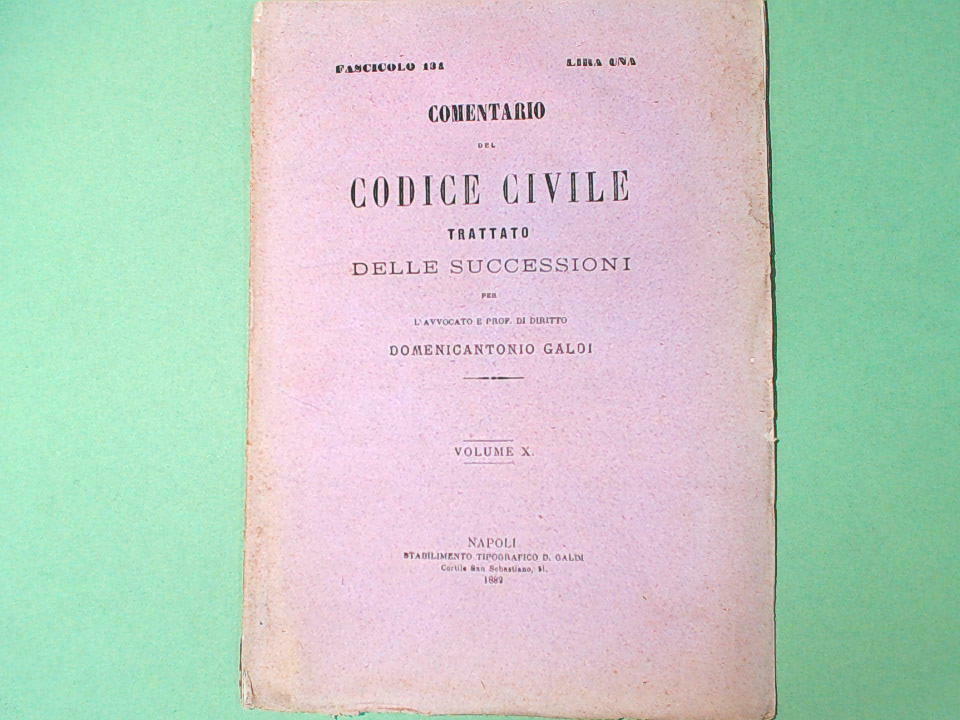 FASCICOLO 131 LIRA UNA
COMENTARIO
DEL
CODICE CIVILE
TRATTATO
DELLE SUCCESSIONI
PER
L'AVVOCATO E PROF. DI DIRITTO
DOMENICANTONIO GALDI
VOLUME X.
NAPOLI
STABILIMENTO TIPOGRAFICO D. GALDI
Cortile San Sebastiano, 51.
1882